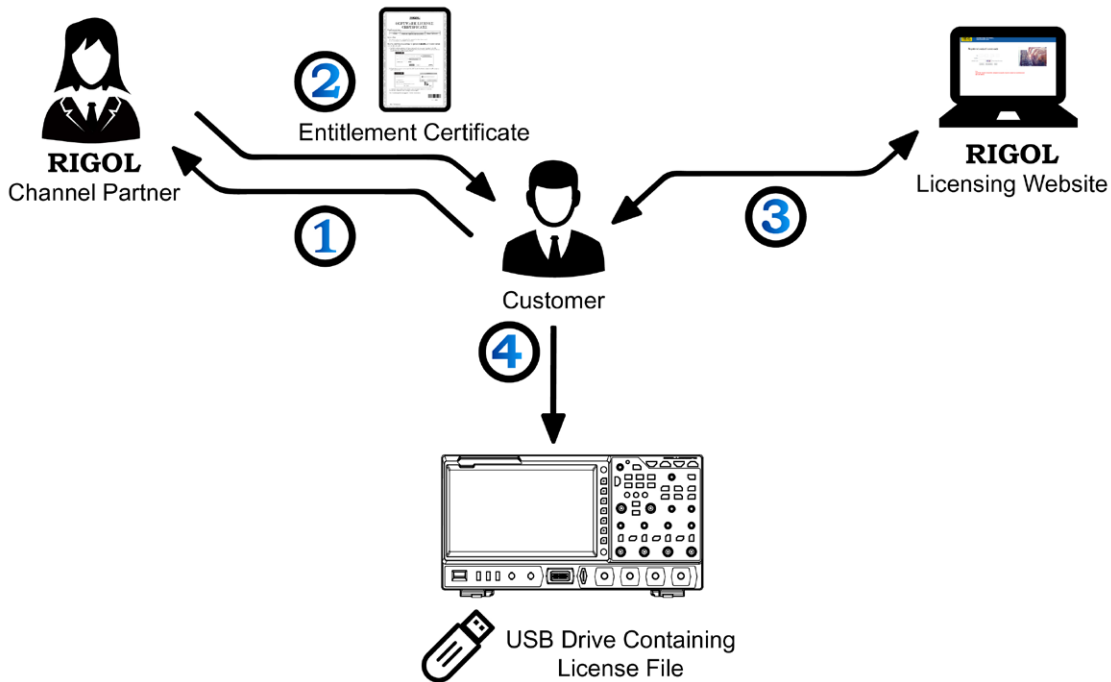 2
Entitlement Certificate
RIGOL
Channel Partner
1
RIGOL
Licensing Website
3
Customer
4
USB Drive Containing
License File